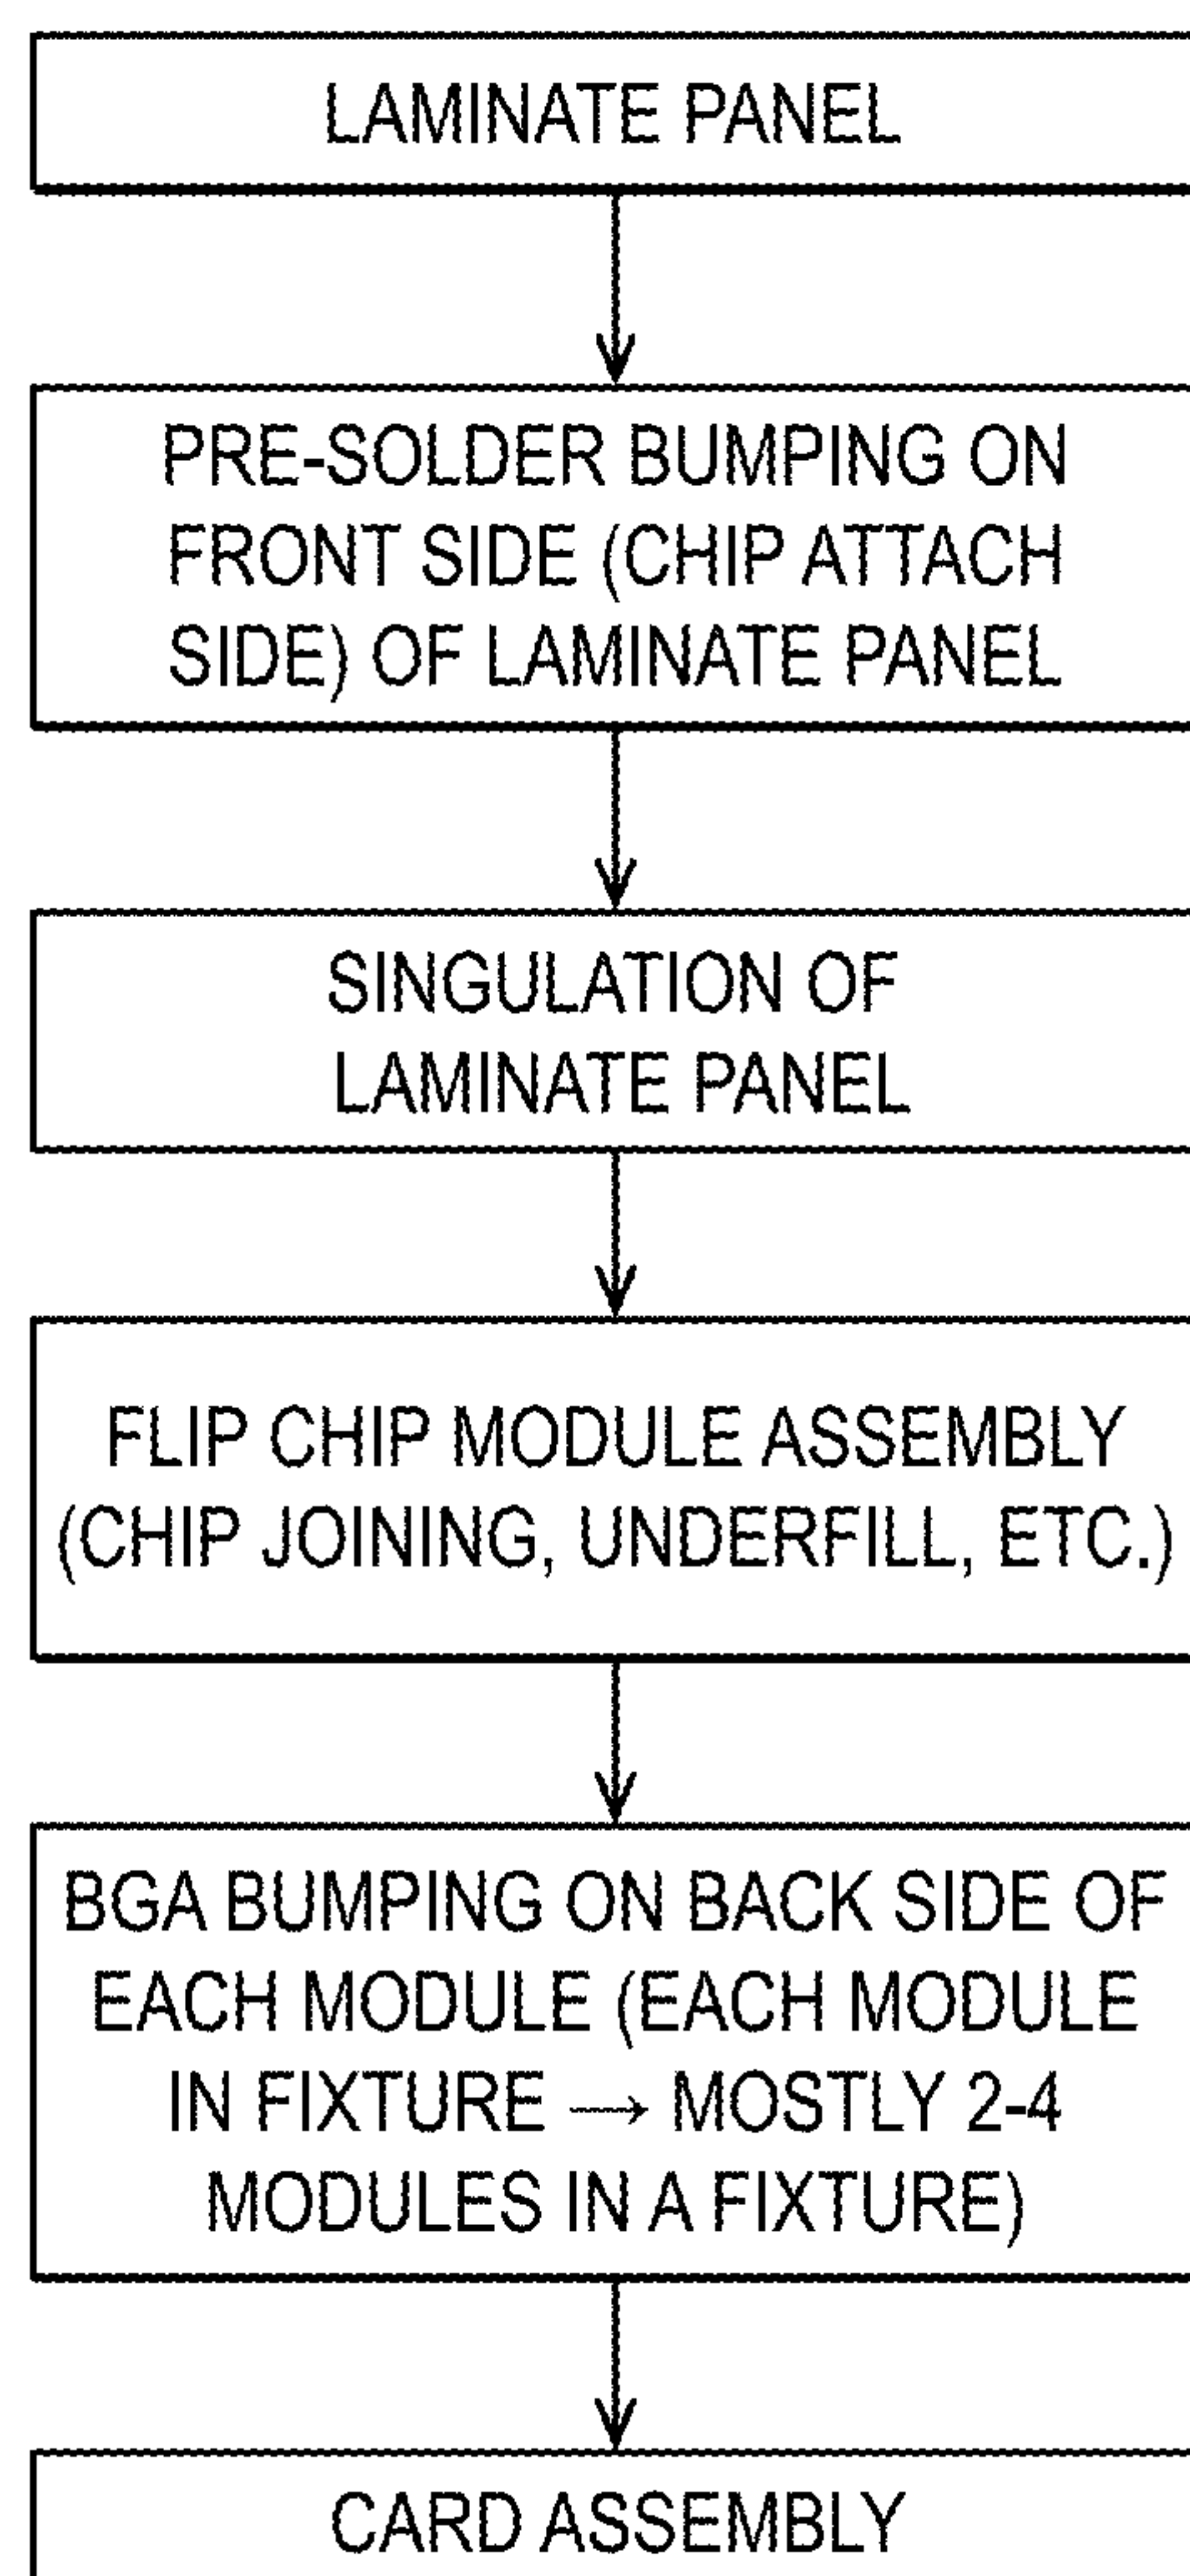 LAMINATE PANEL
PRE-SOLDER BUMPING ON
FRONT SIDE (CHIP ATTACH
SIDE) OF LAMINATE PANEL
SINGULATION OF
LAMINATE PANEL
FLIP CHIP MODULE ASSEMBLY
(CHIP JOINING, UNDERFILL, ETC.)
BGA BUMPING ON BACK SIDE OF
EACH MODULE (EACH MODULE
IN FIXTURE → MOSTLY 2-4
MODULES IN A FIXTURE)
CARD ASSEMBLY